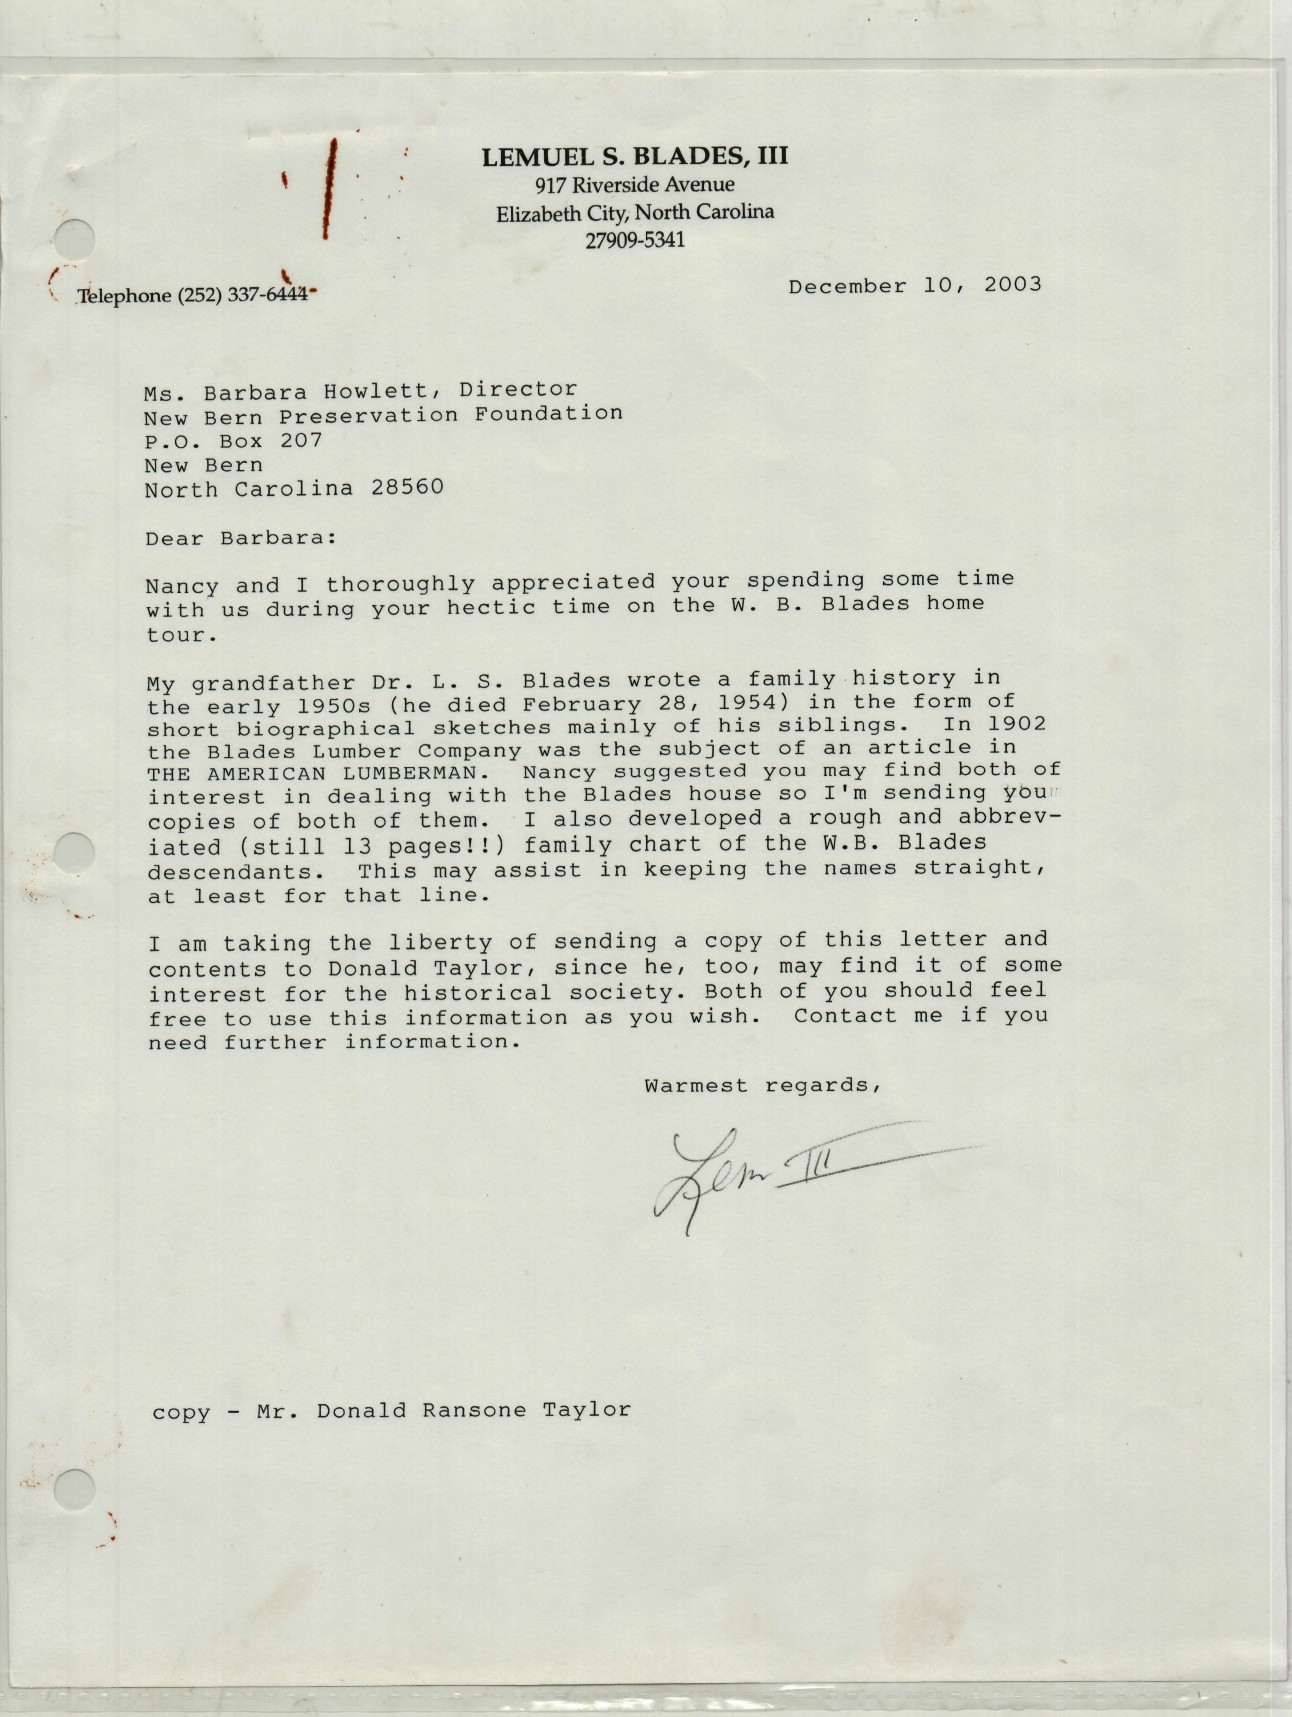 LEMUEL S. BLADES, III
917 Riverside Avenue
Elizabeth City, North Carolina
27909-5341
Telephone (252) 337-6444
December 10, 2003
Ms. Barbara Howlett, Director
New Bern Preservation Foundation
P.O. Box 207
New Bern
North Carolina 28560
Dear Barbara:
Nancy and I thoroughly appreciated your spending some time
with us during your hectic time on the W. B. Blades home
tour.
My grandfather Dr. L. S. Blades wrote a family history in
the early 1950s (he died February 28, 1954) in the form of
short biographical sketches mainly of his siblings. In 1902
the Blades Lumber Company was the subject of an article in
THE AMERICAN LUMBERMAN. Nancy suggested you may find both of
interest in dealing with the Blades house so I'm sending you
copies of both of them. I also developed a rough and abbrev-
iated (still 13 pages!!) family chart of the W.B. Blades
descendants. This may assist in keeping the names straight,
at least for that line.
I am taking the liberty of sending a copy of this letter and
contents to Donald Taylor, since he, too, may find it of some
interest for the historical society. Both of you should feel
free to use this information as you wish. Contact me if you
need further information.
Warmest regards,
Lem III
copy - Mr. Donald Ransone Taylor